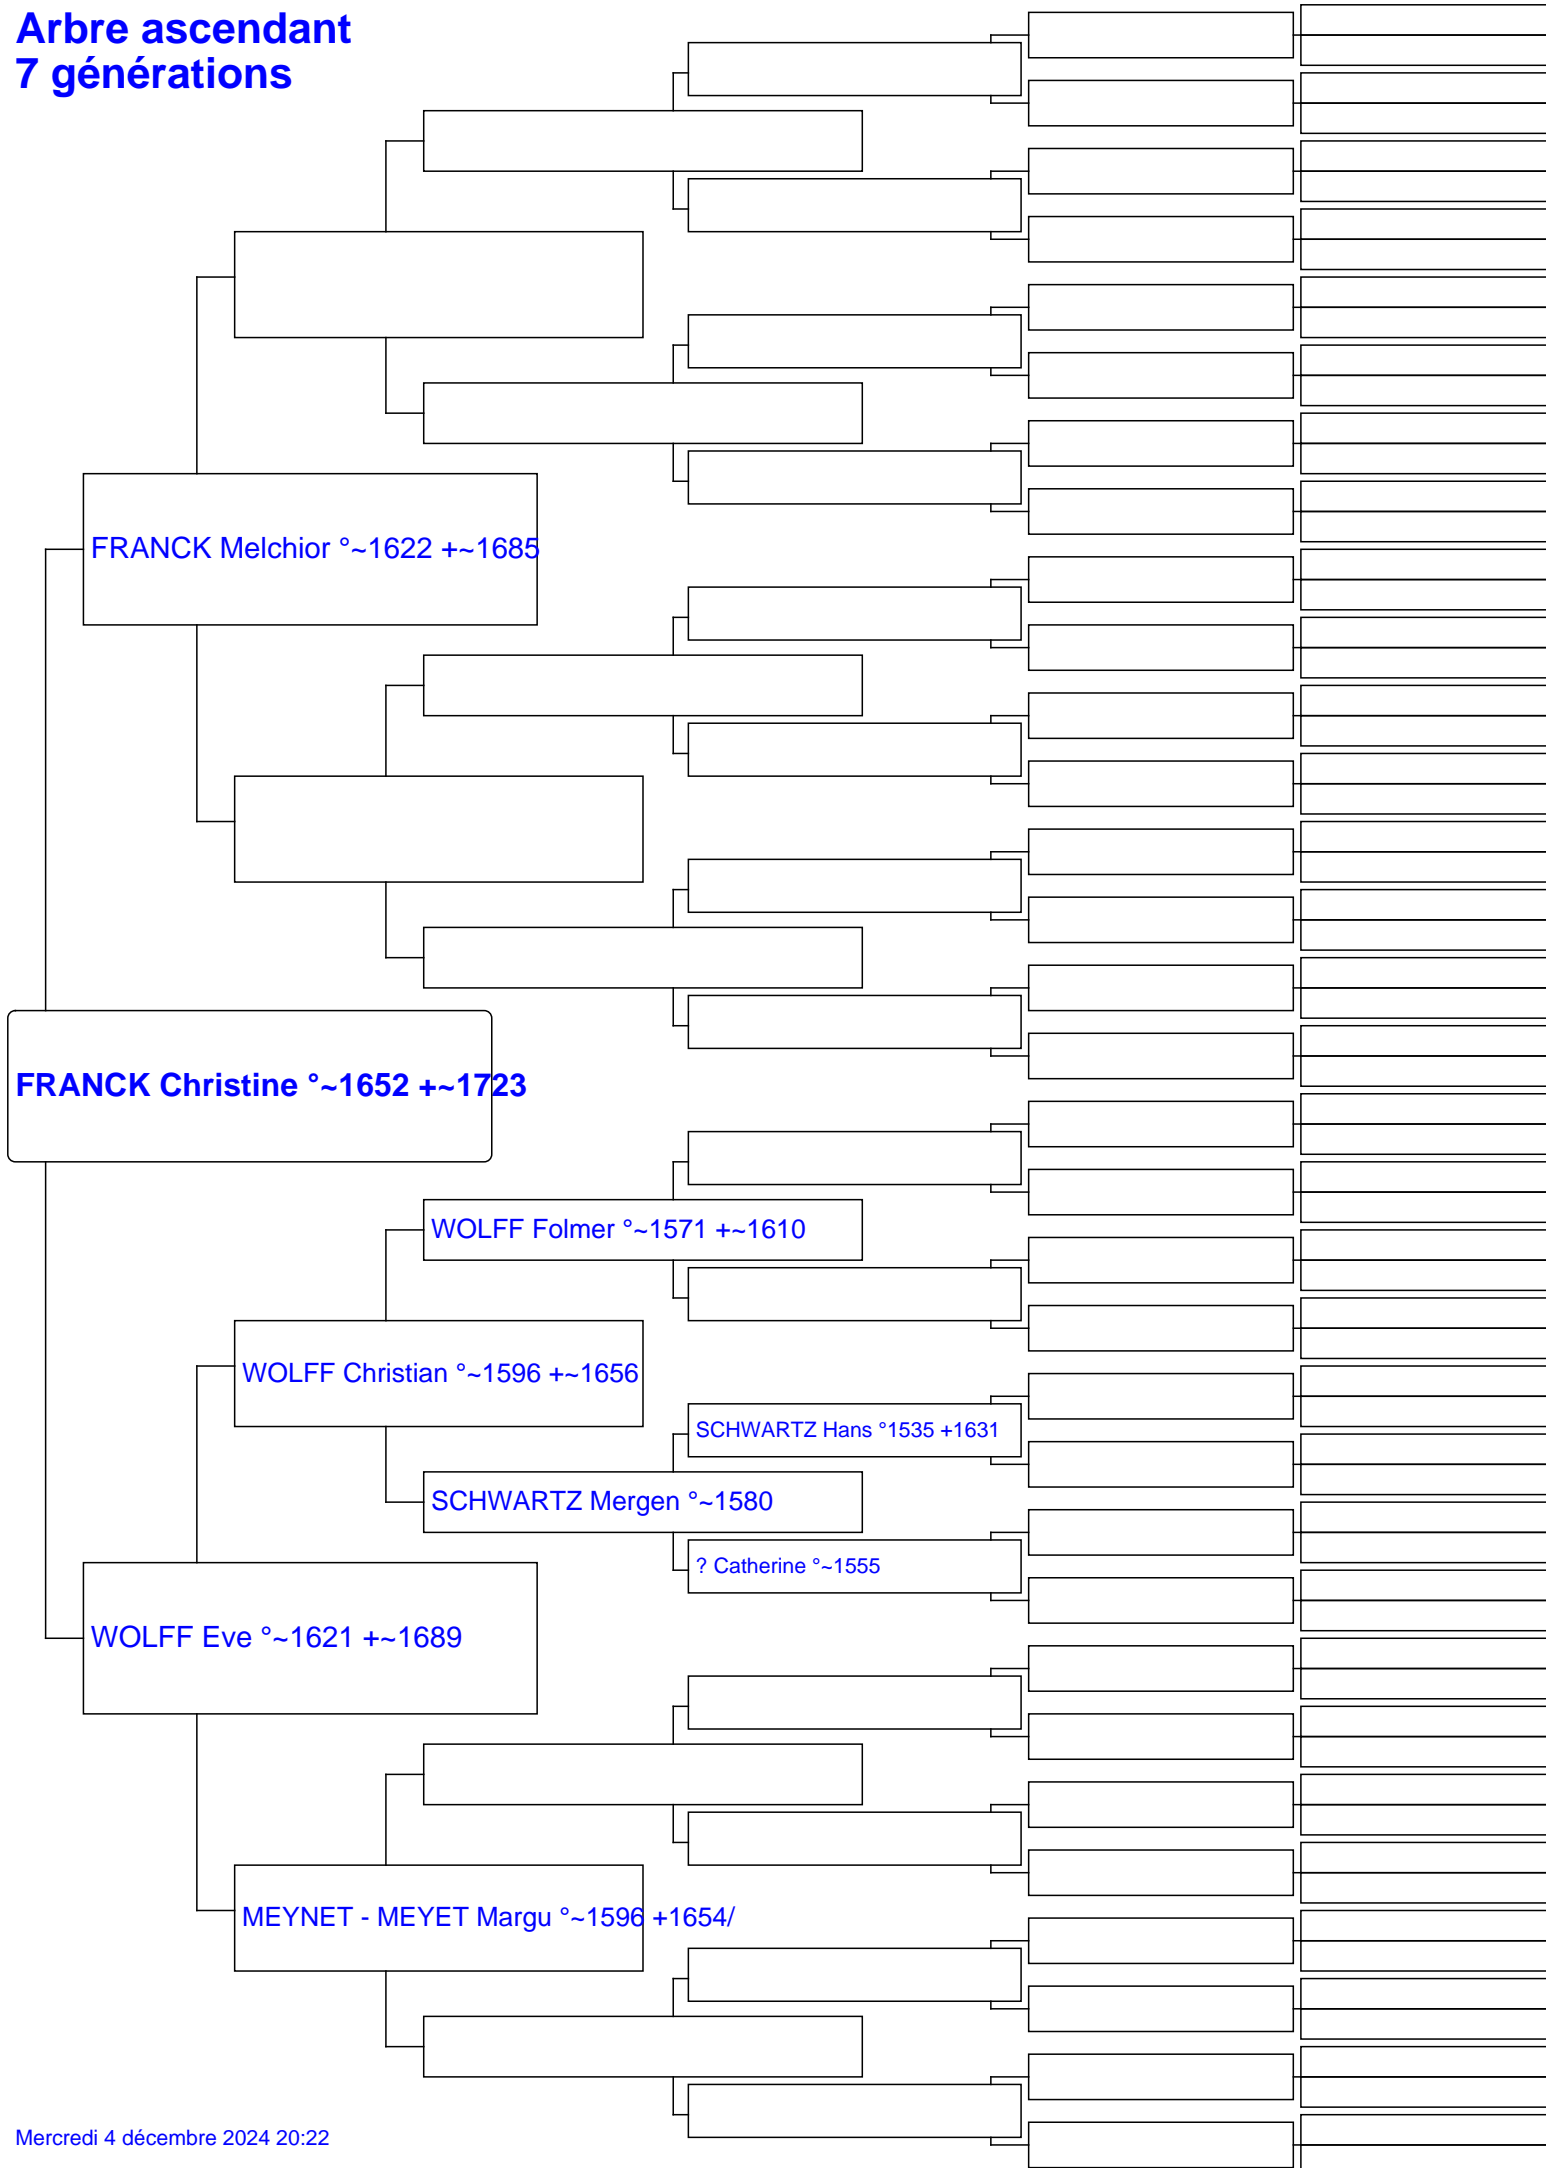 Arbre ascendant
7 générations
FRANCK Melchior °~1622 +~1685
FRANCK Christine °~1652 +~1723
WOLFF Folmer °~1571 +~1610
WOLFF Christian °~1596 +~1656
SCHWARTZ Hans °1535 +1631
SCHWARTZ Mergen °~1580
? Catherine °~1555
WOLFF Eve °~1621 +~1689
MEYNET - MEYET Margu °~1596 +1654/
Mercredi 4 décembre 2024 20:22